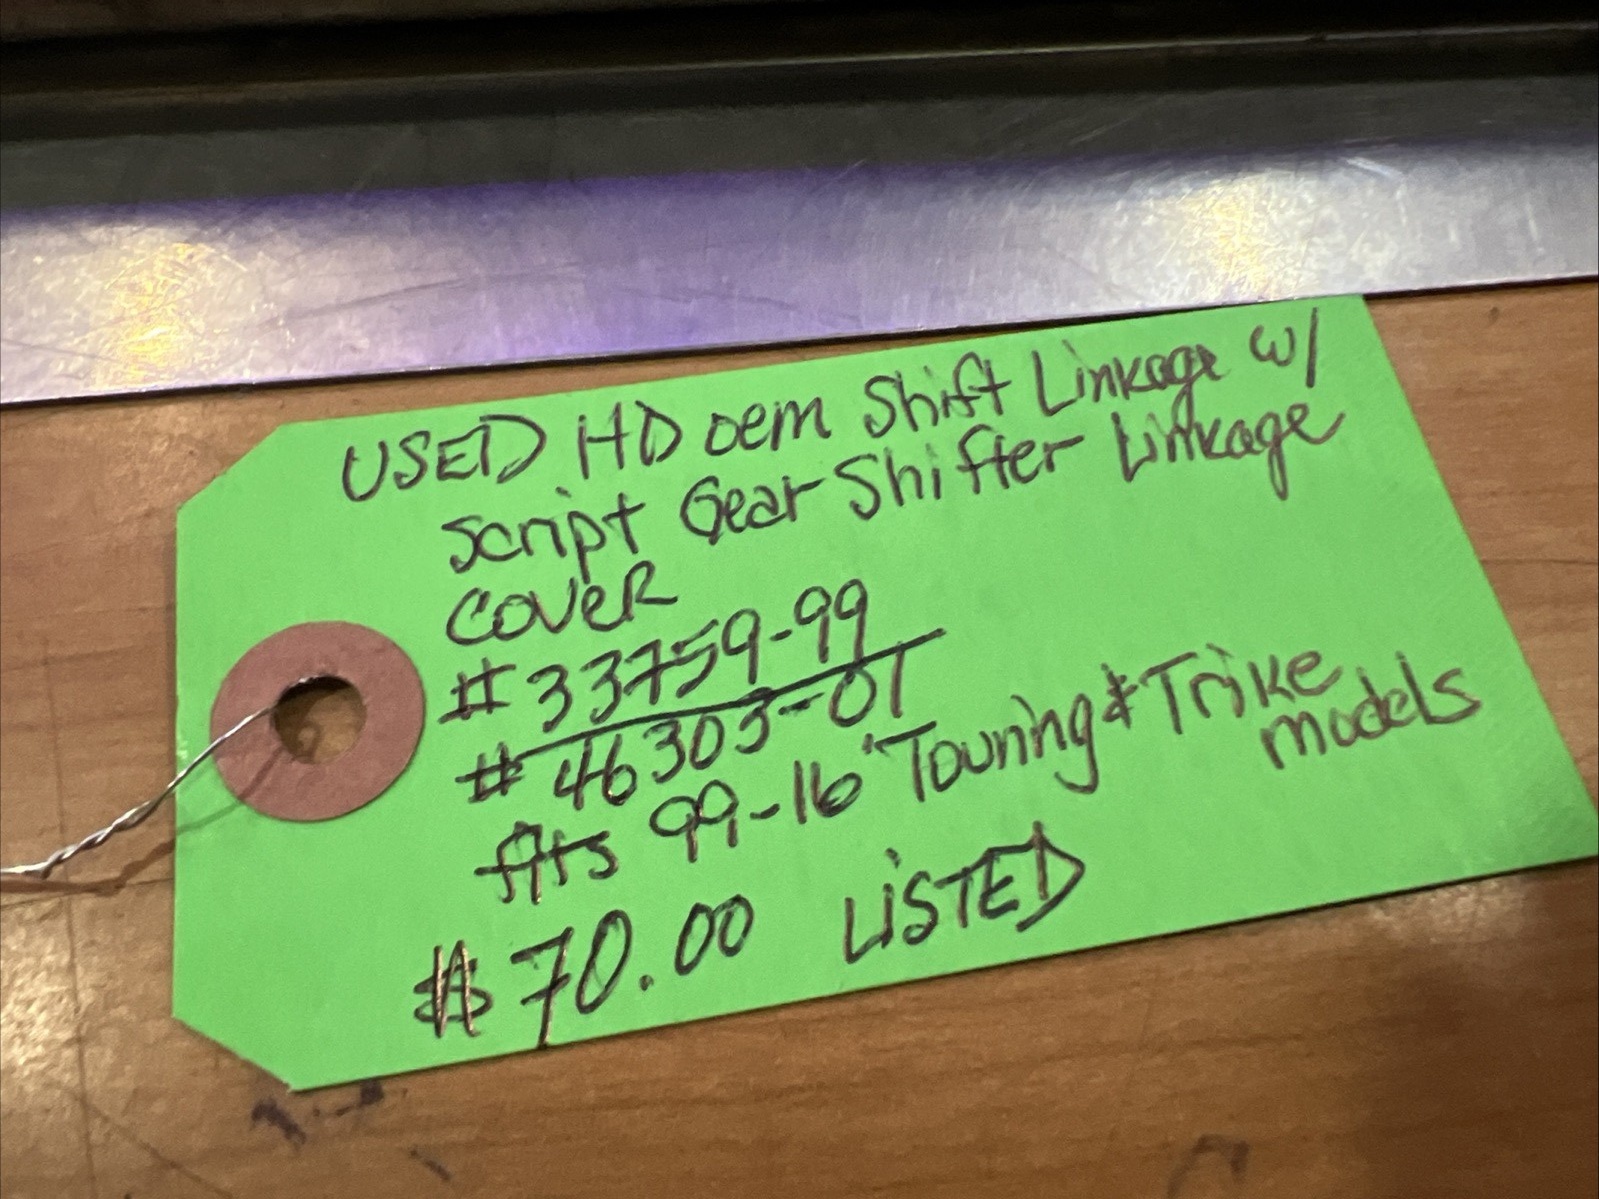 USED HD oem Shift Linkage w/
Script Gear Shifter Linkage
COVER
#33759-99
#46303-01
fits 99-16 Touring & Trike
models
$70.00 LISTED